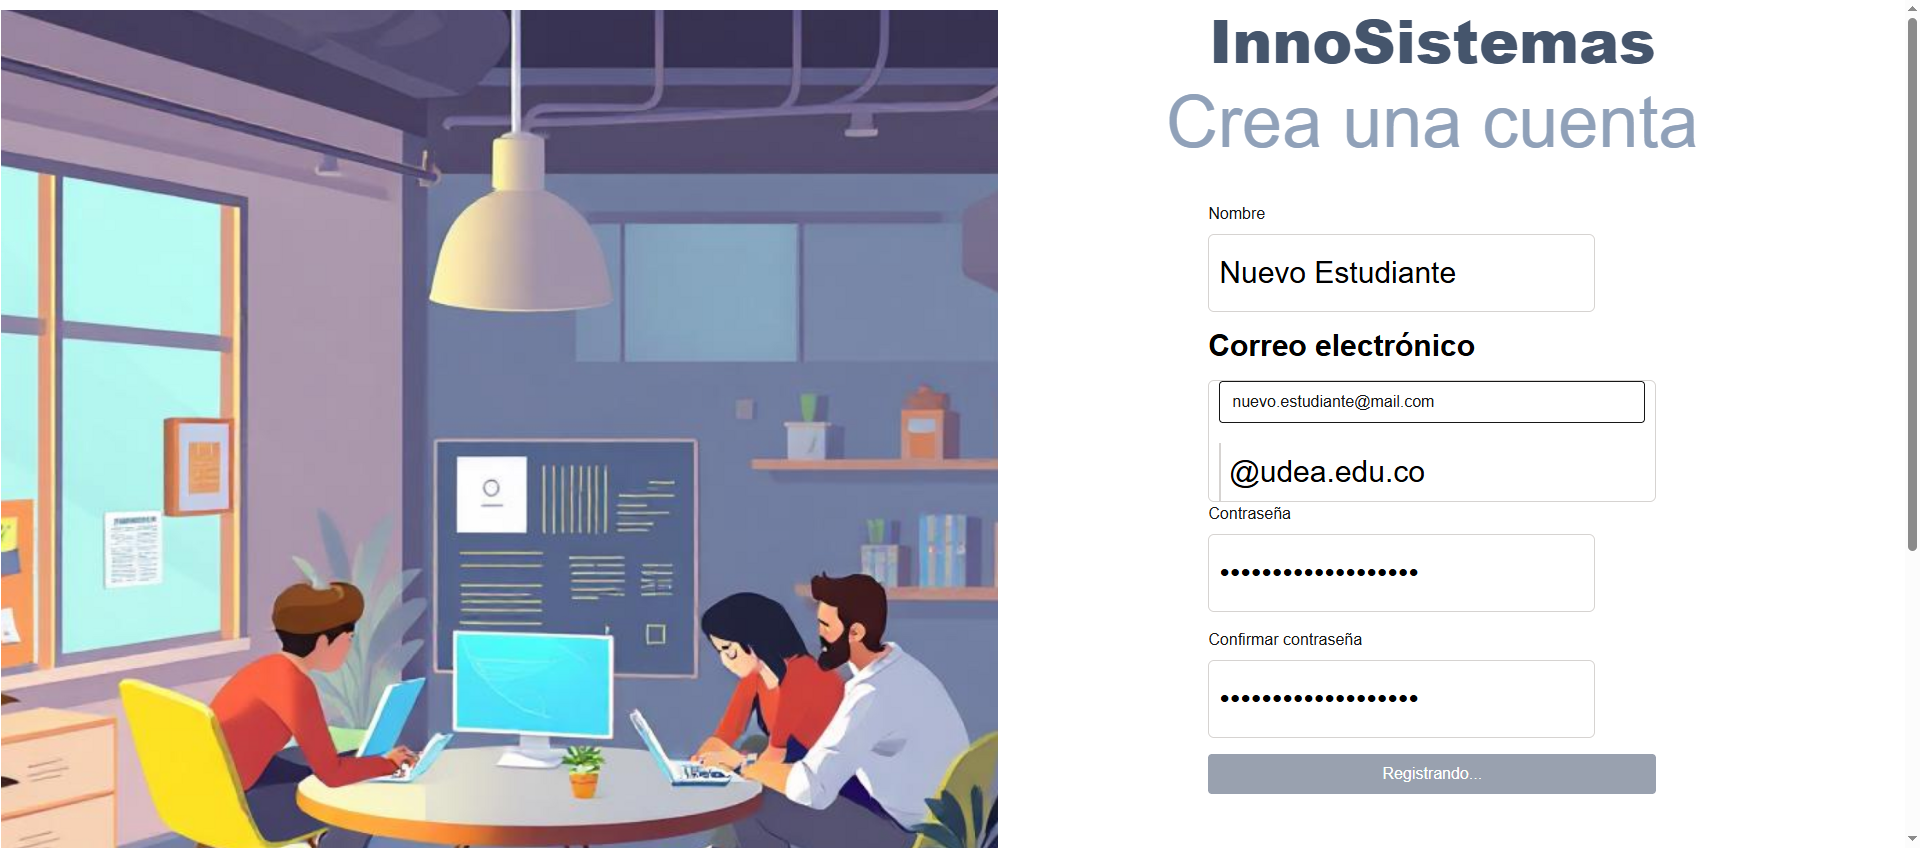 InnoSistemas
Crea una cuenta
Nombre
Nuevo Estudiante
Correo electrónico
nuevo.estudiante@mail.com
@udea.edu.co
Contraseña
•••••••••••••••••••
Confirmar contraseña
•••••••••••••••••••
Registrando...